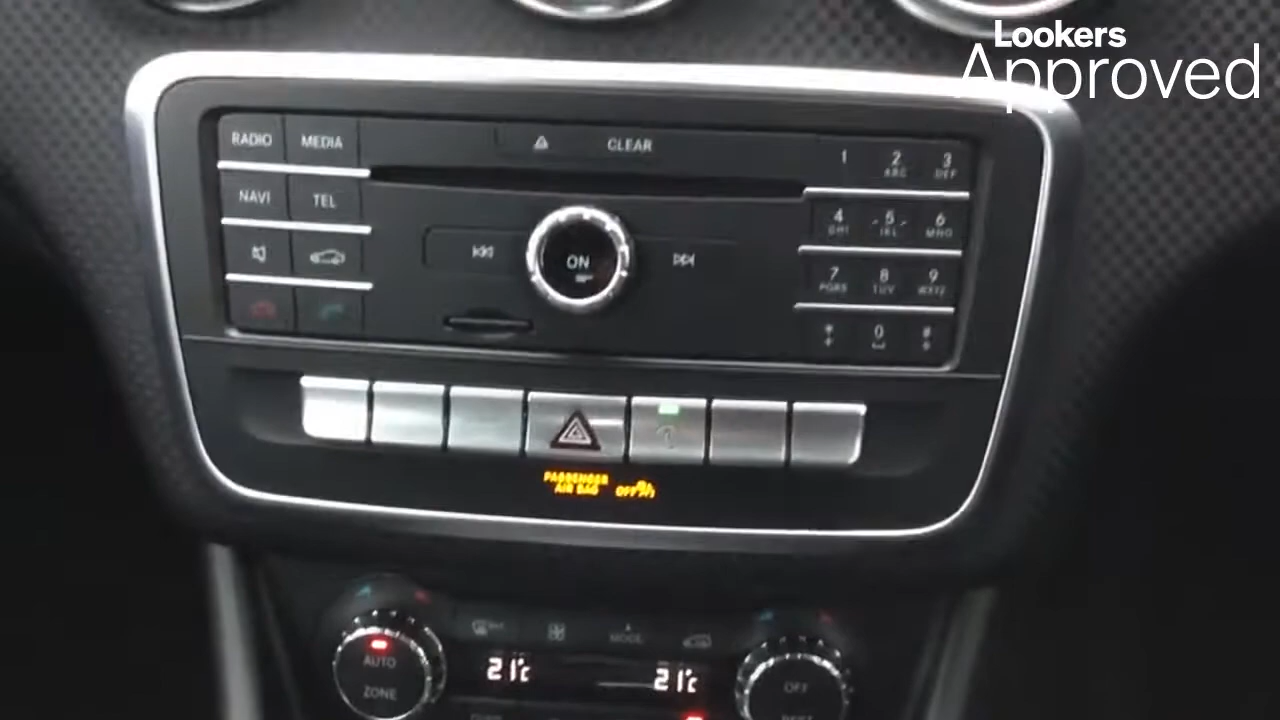 Lookers
Approved
RADIO MEDIA CLEAR 1 2 ABC 3 DEF
NAVI TEL 4 GHI 5 JKL 6 MNO
ON 7 PQRS 8 TUV 9 WXYZ
* 0 #
PASSENGER
AIR BAG OFF
MODE
AUTO 21°C 21°C OFF
ZONE